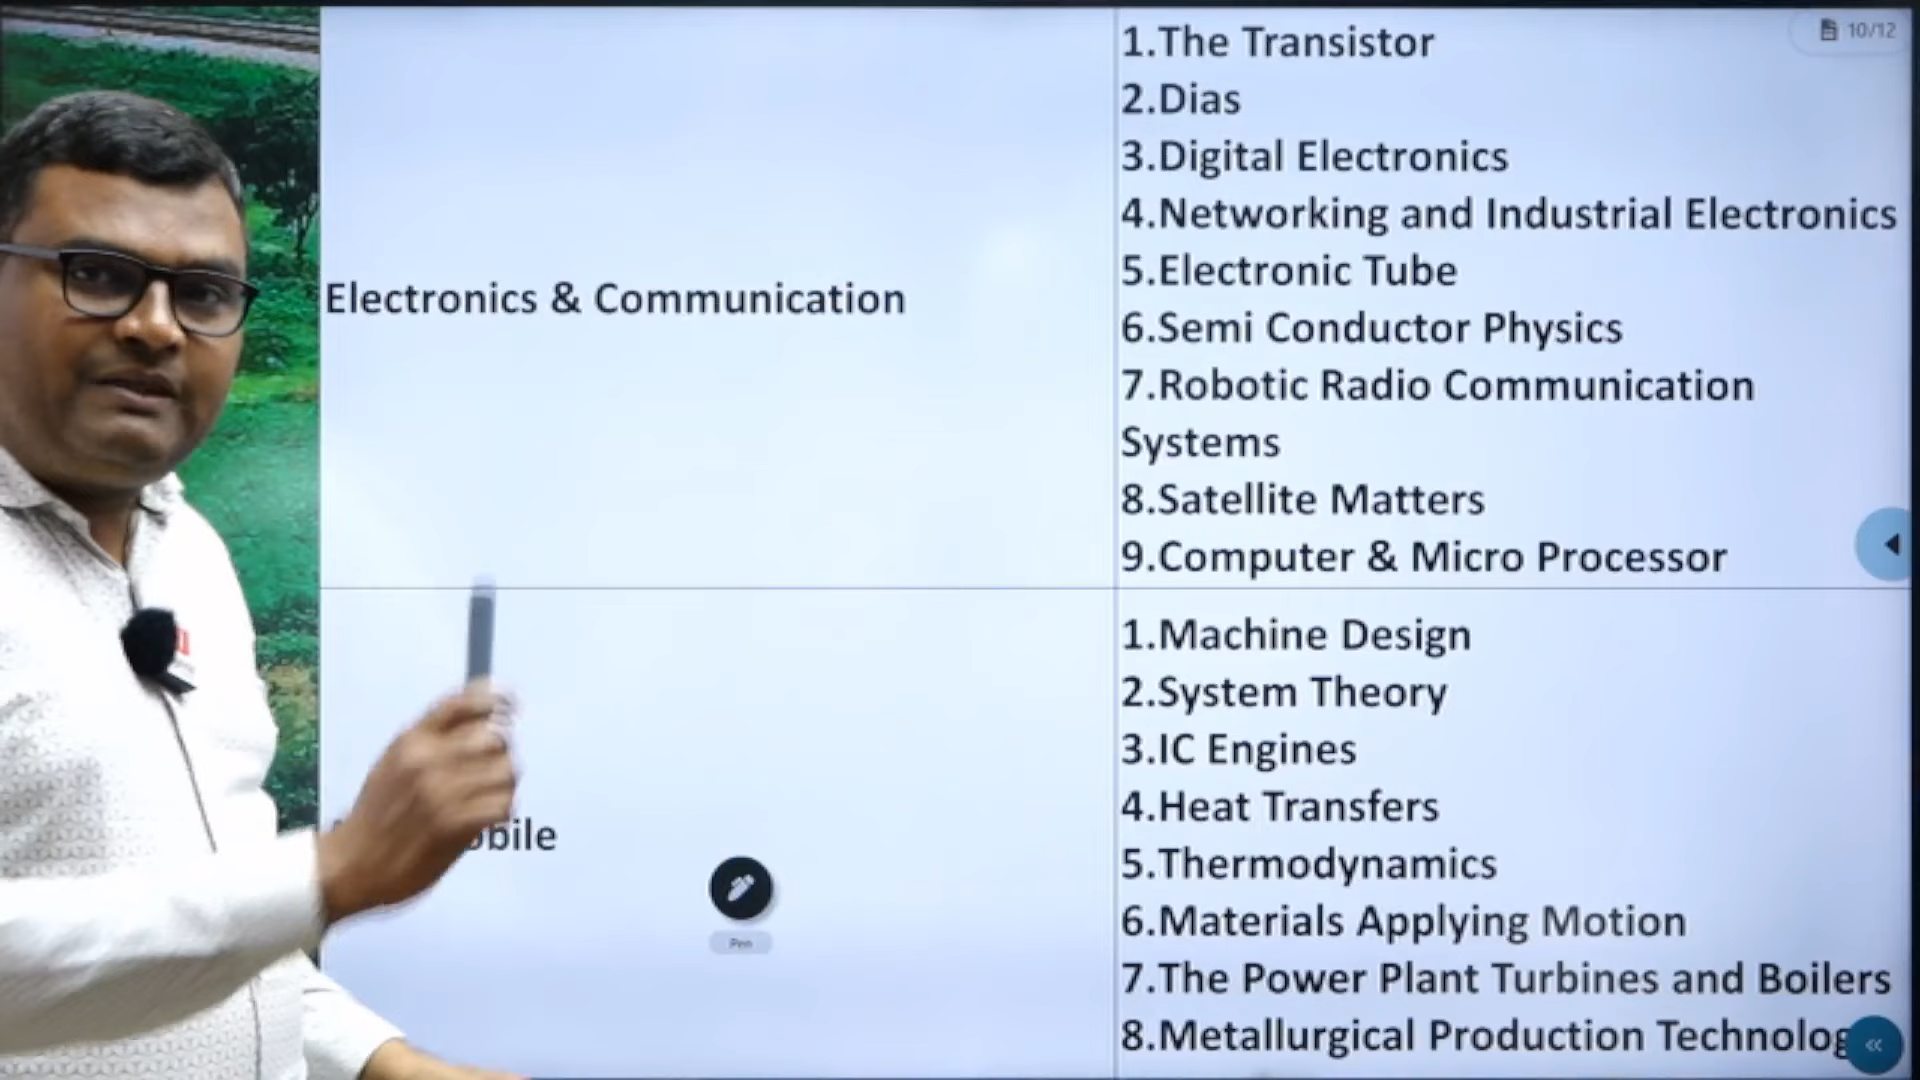 10/12
1.The Transistor
2.Dias
3.Digital Electronics
4.Networking and Industrial Electronics
5.Electronic Tube
6.Semi Conductor Physics
7.Robotic Radio Communication
Systems
8.Satellite Matters
9.Computer & Micro Processor
Electronics & Communication
1.Machine Design
2.System Theory
3.IC Engines
4.Heat Transfers
5.Thermodynamics
6.Materials Applying Motion
7.The Power Plant Turbines and Boilers
8.Metallurgical Production
Pen